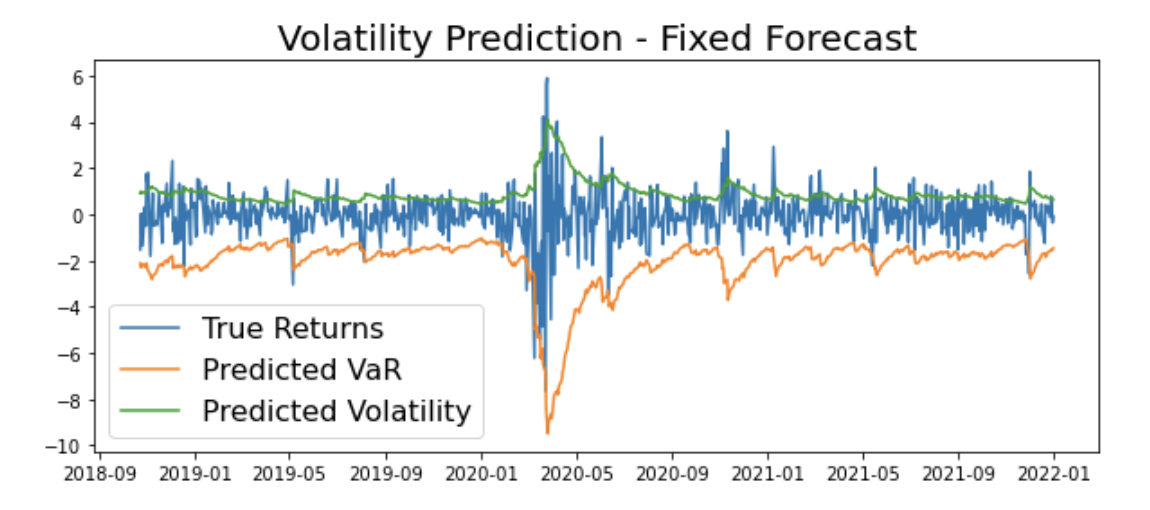 Volatility Prediction - Fixed Forecast
6
4
2
0
−2
−4
−6
−8
−10
True Returns
Predicted VaR
Predicted Volatility
2018-09 2019-01 2019-05 2019-09 2020-01 2020-05 2020-09 2021-01 2021-05 2021-09 2022-01